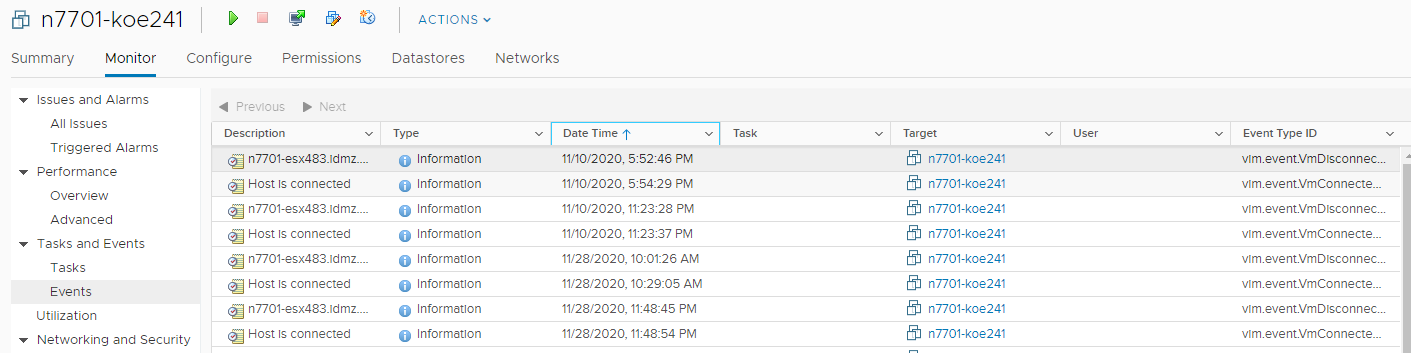 n7701-koe241 ACTIONS
Summary Monitor Configure Permissions Datastores Networks
Issues and Alarms
All Issues
Triggered Alarms
Performance
Overview
Advanced
Tasks and Events
Tasks
Events
Utilization
Networking and Security
Previous Next
Description Type Date Time Task Target User Event Type ID
n7701-esx483.idmz.... Information 11/10/2020, 5:52:46 PM n7701-koe241 vim.event.VmDisconnec...
Host is connected Information 11/10/2020, 5:54:29 PM n7701-koe241 vim.event.VmConnecte...
n7701-esx483.idmz.... Information 11/10/2020, 11:23:28 PM n7701-koe241 vim.event.VmDisconnec...
Host is connected Information 11/10/2020, 11:23:37 PM n7701-koe241 vim.event.VmConnecte...
n7701-esx483.idmz.... Information 11/28/2020, 10:01:26 AM n7701-koe241 vim.event.VmDisconnec...
Host is connected Information 11/28/2020, 10:29:05 AM n7701-koe241 vim.event.VmConnecte...
n7701-esx483.idmz.... Information 11/28/2020, 11:48:45 PM n7701-koe241 vim.event.VmDisconnec...
Host is connected Information 11/28/2020, 11:48:54 PM n7701-koe241 vim.event.VmConnecte...